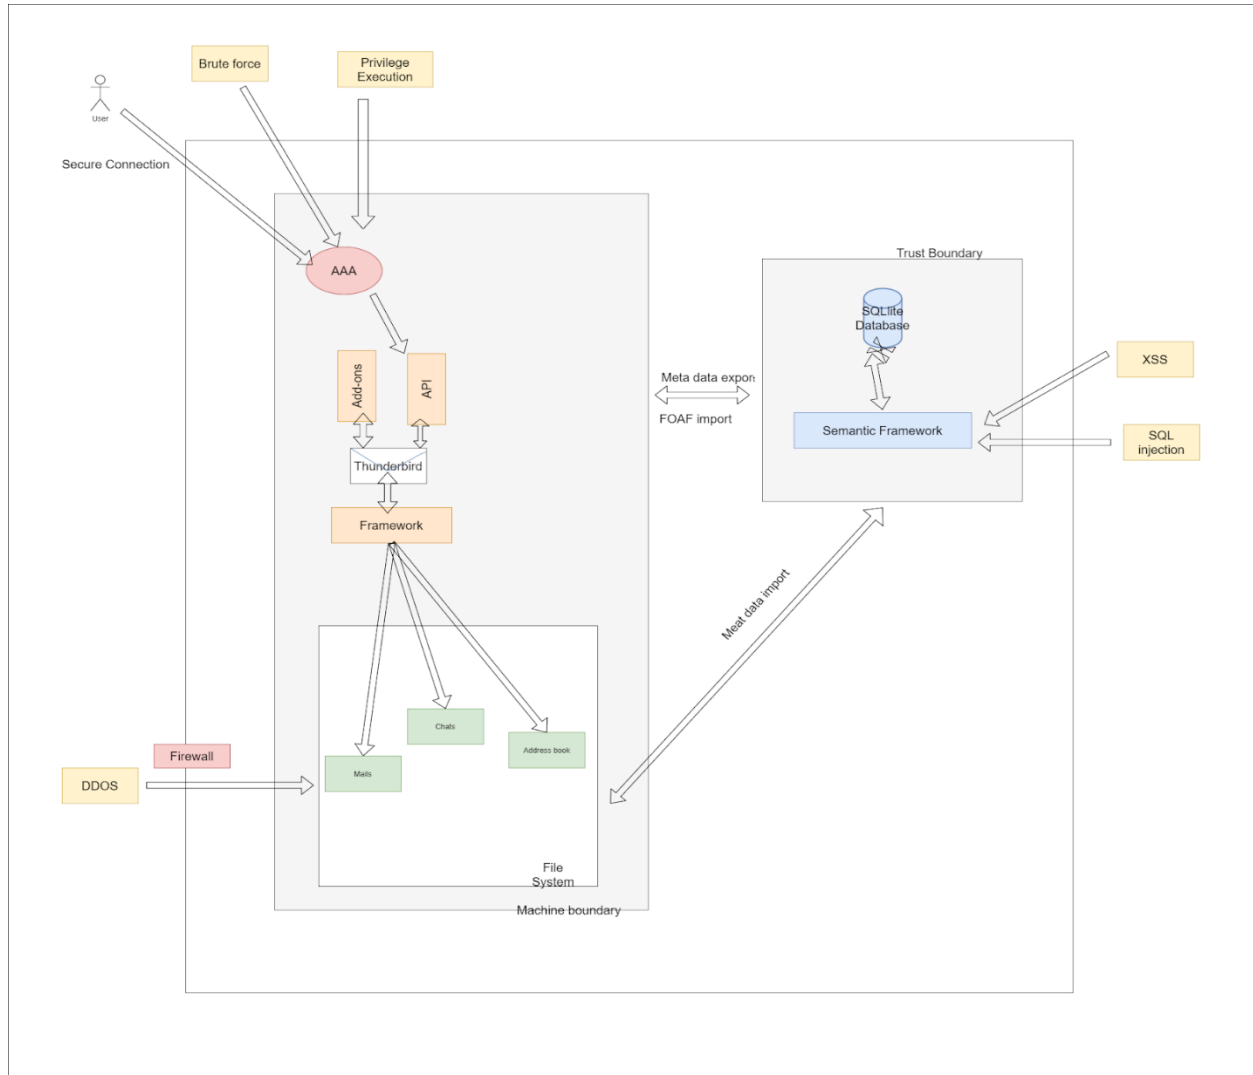 Brute force
Privilege
Execution
User
Secure Connection
AAA
Trust Boundary
SQLlite
Database
Add-ons
API
Meta data expor
FOAF import
XSS
Semantic Framework
SQL
injection
Thunderbird
Framework
Meat data import
Chats
Address book
Firewall
Mails
DDOS
File
System
Machine boundary